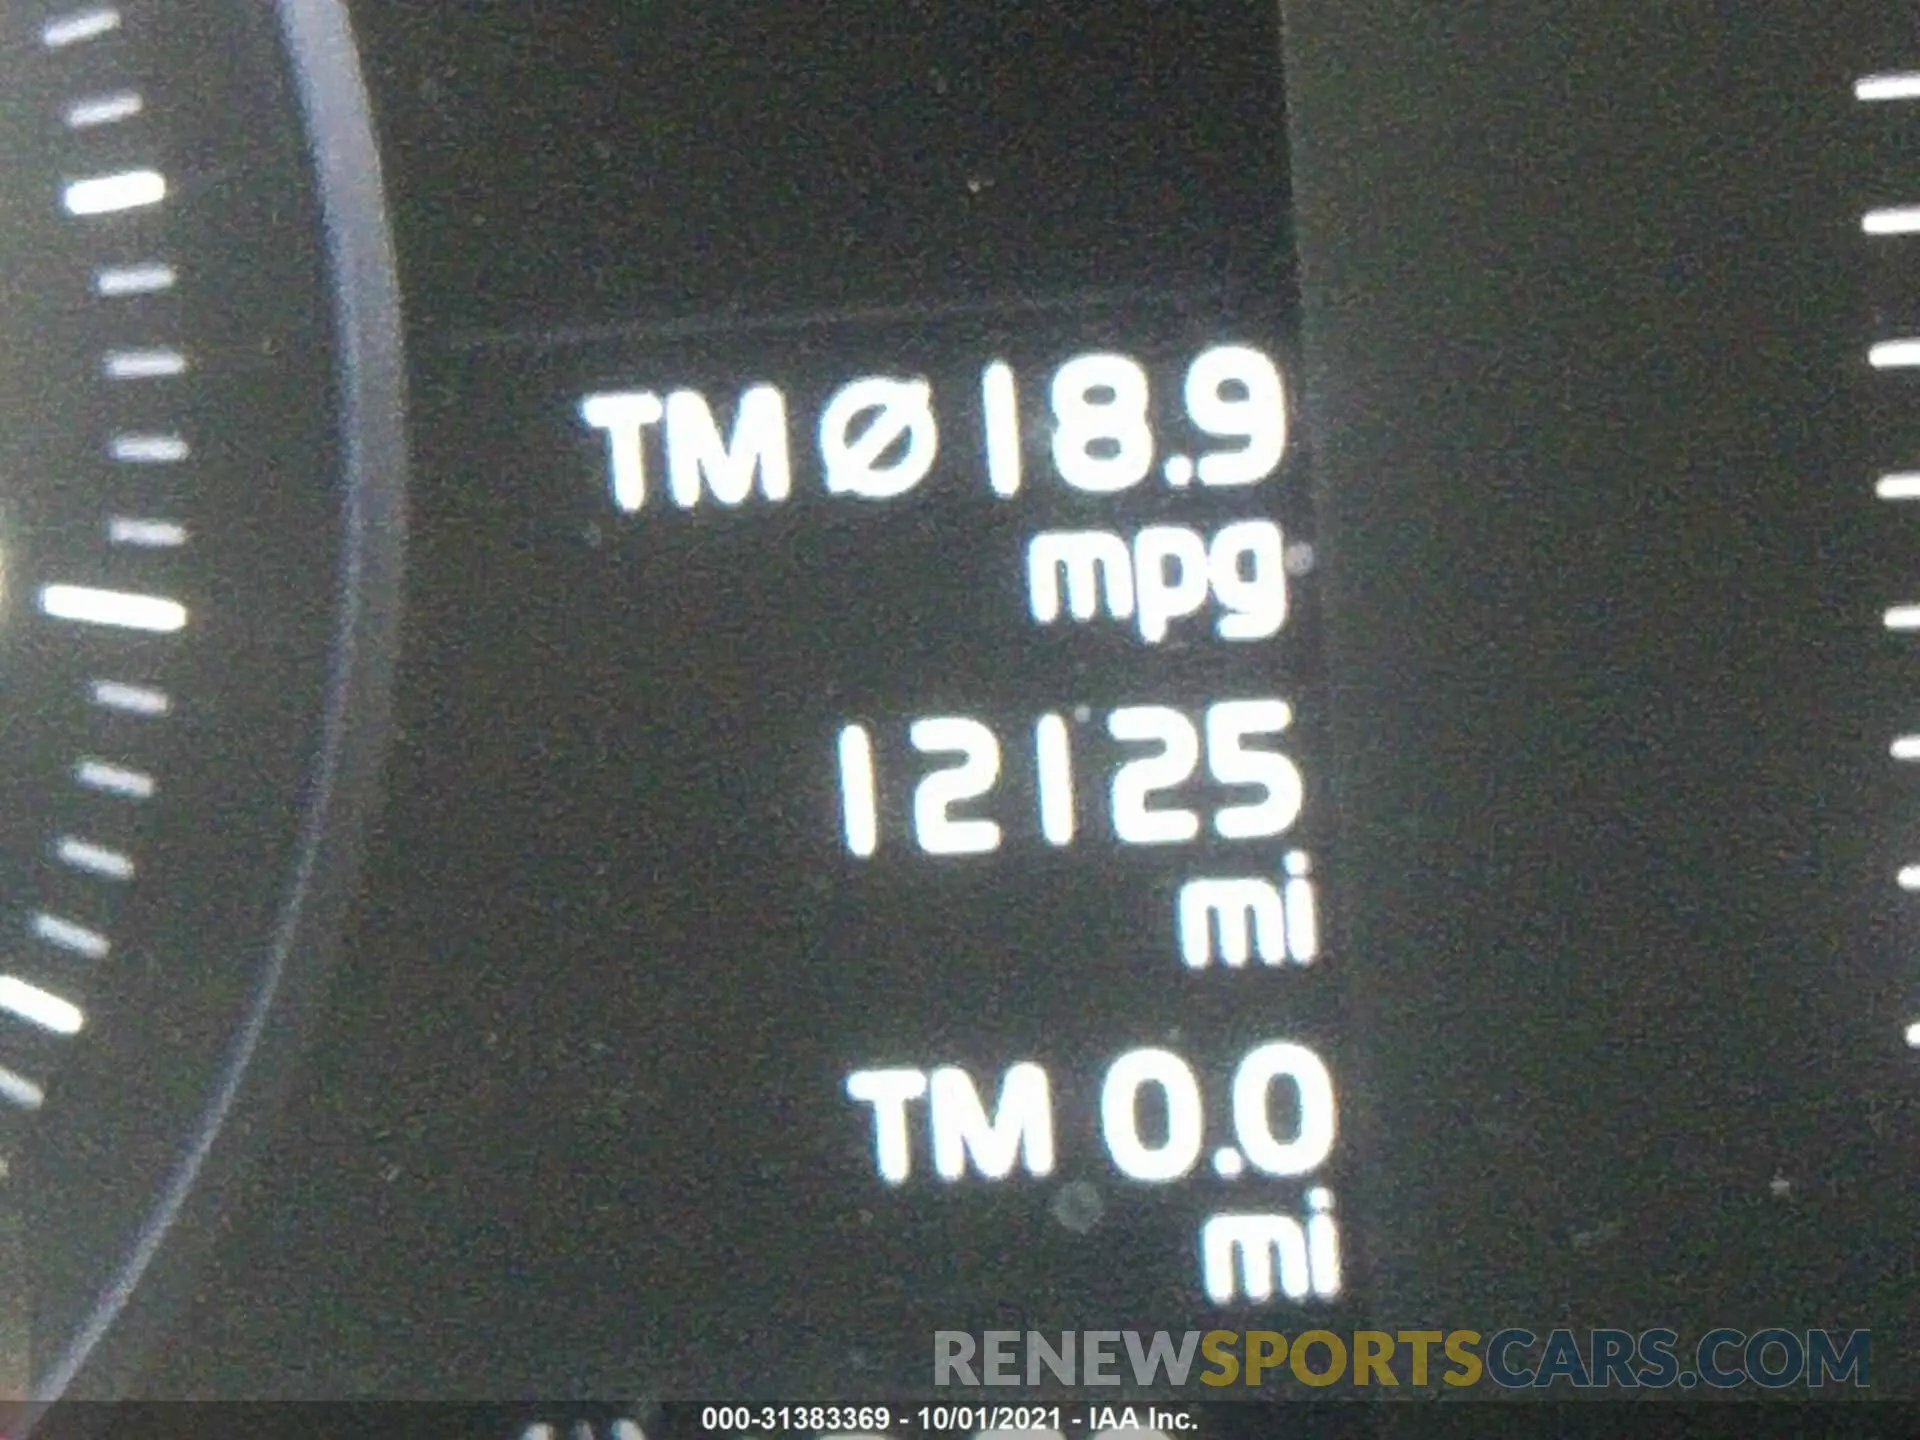 TM Ø 18.9
mpg
12125
mi
TM 0.0
mi
RENEWSPORTSCARS.COM
000-31383369 - 10/01/2021 - IAA Inc.